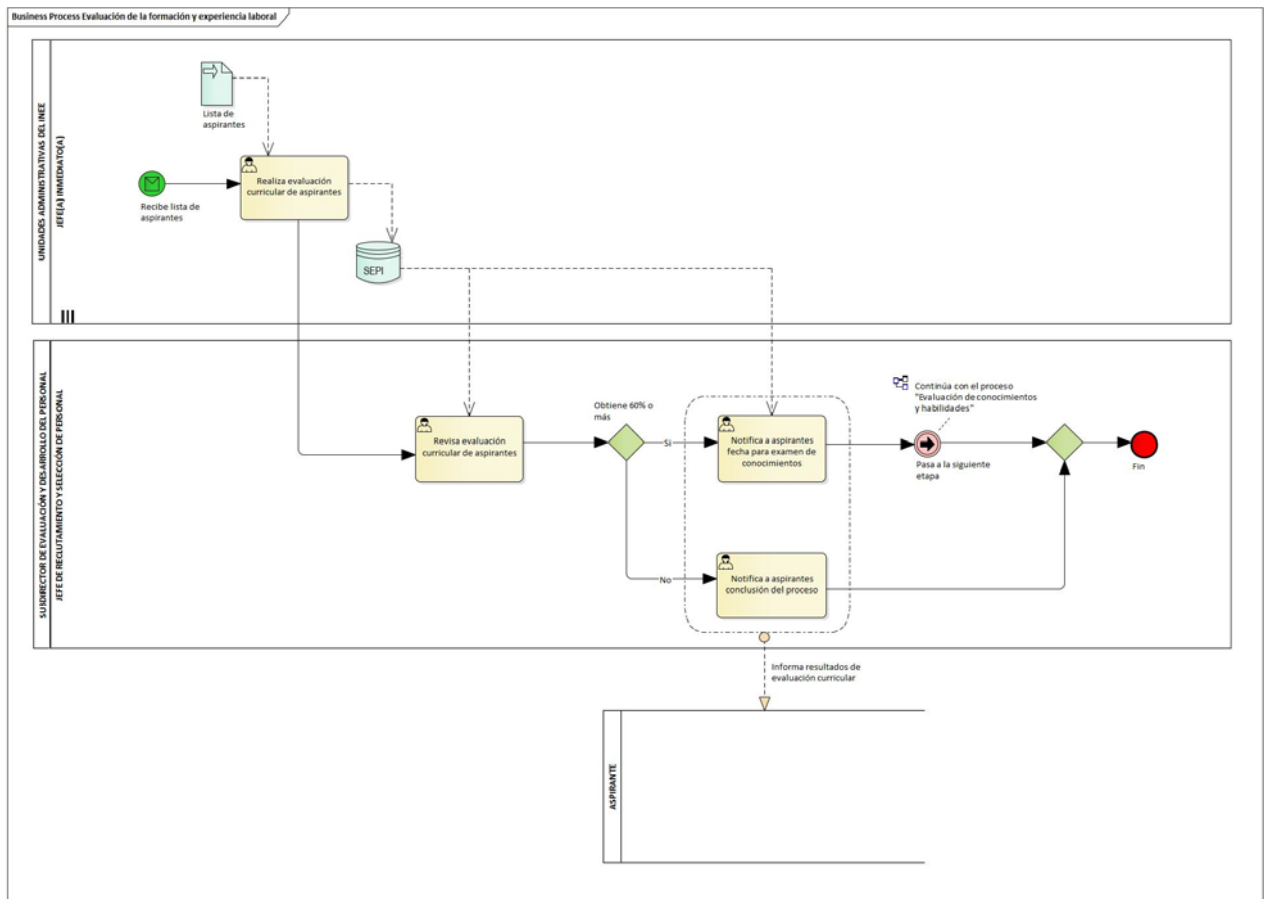 Business Process Evaluación de la formación y experiencia laboral
UNIDADES ADMINISTRATIVAS DEL INEE
JEFE(A) INMEDIATO(A)
Lista de
aspirantes
Recibe lista de
aspirantes
Realiza evaluación
curricular de aspirantes
SEPI
SUSDIRECTOR DE EVALUACIÓN Y DESARROLLO DEL PERSONAL
JEFE DE RECLUTAMIENTO Y SELECCIÓN DE PERSONAL
Revisa evaluación
curricular de aspirantes
Obtiene 60% o
más
Si
No
Notifica a aspirantes
fecha para examen de
conocimientos
Notifica a aspirantes
conclusión del proceso
Continúa con el proceso
"Evaluación de conocimientos
y habilidades"
Pasa a la siguiente
etapa
Fin
Informa resultados de
evaluación curricular
ASPIRANTE